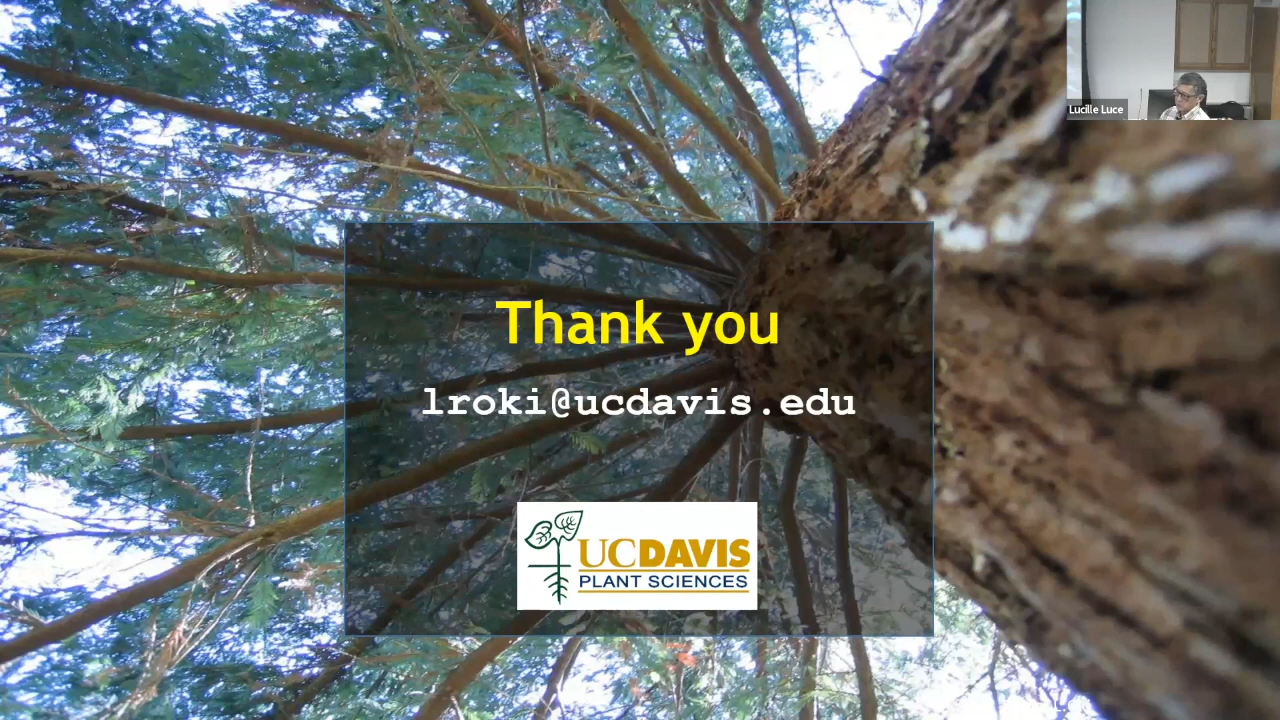 Lucille Luce
Thank you
lroki@ucdavis.edu
UCDAVIS
PLANT SCIENCES